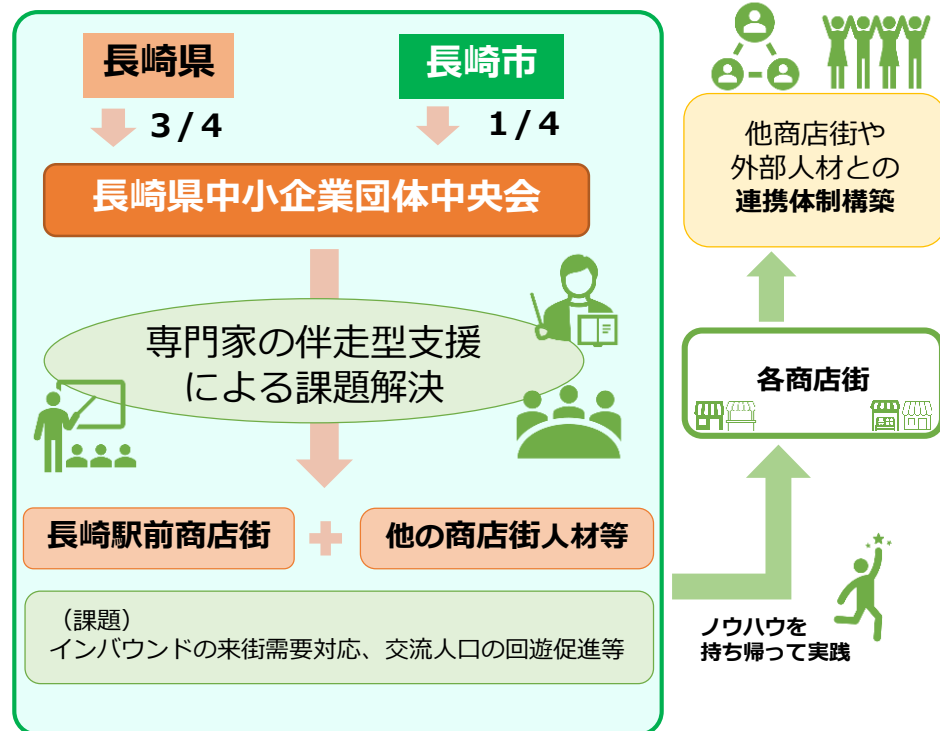 長崎県
長崎市
3/4
1/4
長崎県中小企業団体中央会
専門家の伴走型支援
による課題解決
長崎駅前商店街
他の商店街人材等
（課題）
インバウンドの来街需要対応、交流人口の回遊促進等
他商店街や
外部人材との
連携体制構築
各商店街
ノウハウを
持ち帰って実践